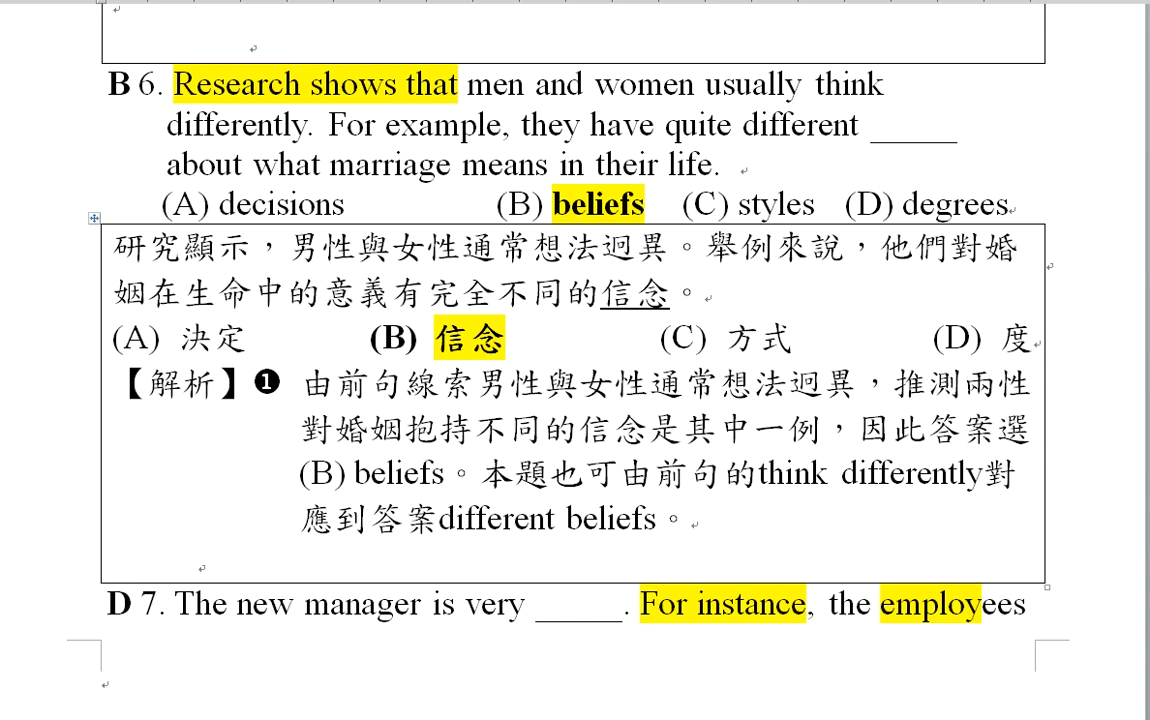 B 6. Research shows that men and women usually think
differently. For example, they have quite different _____
about what marriage means in their life.
(A) decisions (B) beliefs (C) styles (D) degrees
研究顯示，男性與女性通常想法迥異。舉例來說，他們對婚
姻在生命中的意義有完全不同的信念。
(A) 決定 (B) 信念 (C) 方式 (D) 度
【解析】❶ 由前句線索男性與女性通常想法迥異，推測兩性
對婚姻抱持不同的信念是其中一例，因此答案選
(B) beliefs。本題也可由前句的think differently對
應到答案different beliefs。
D 7. The new manager is very _____. For instance, the employees